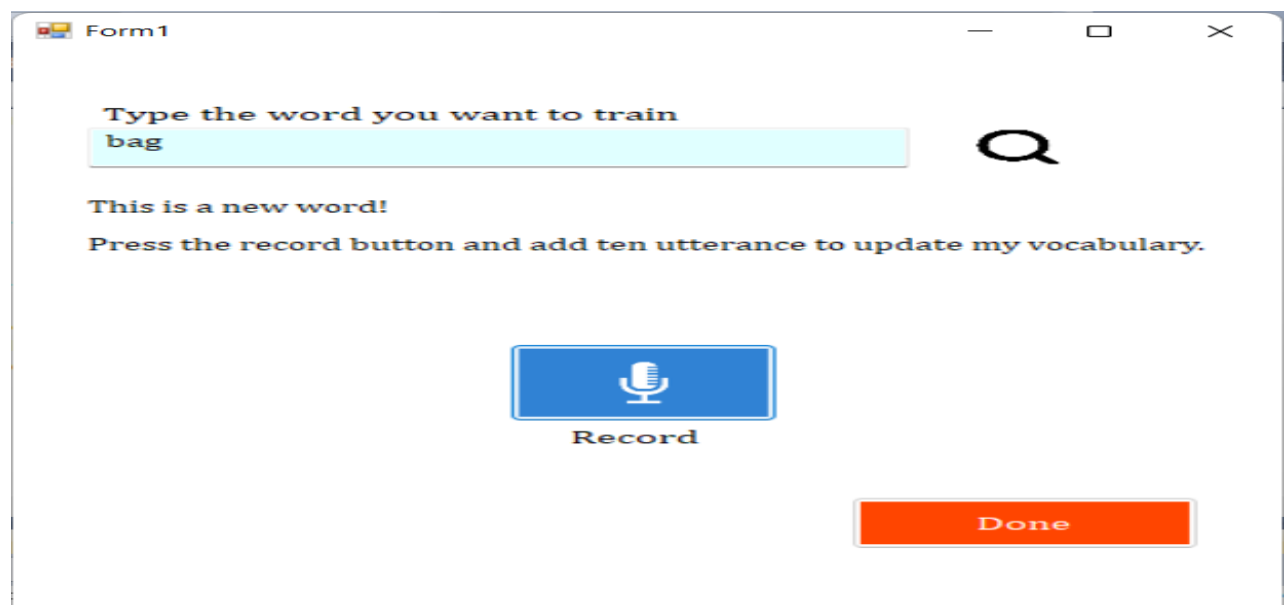 Form1
Type the word you want to train
bag
This is a new word!
Press the record button and add ten utterance to update my vocabulary.
Record
Done